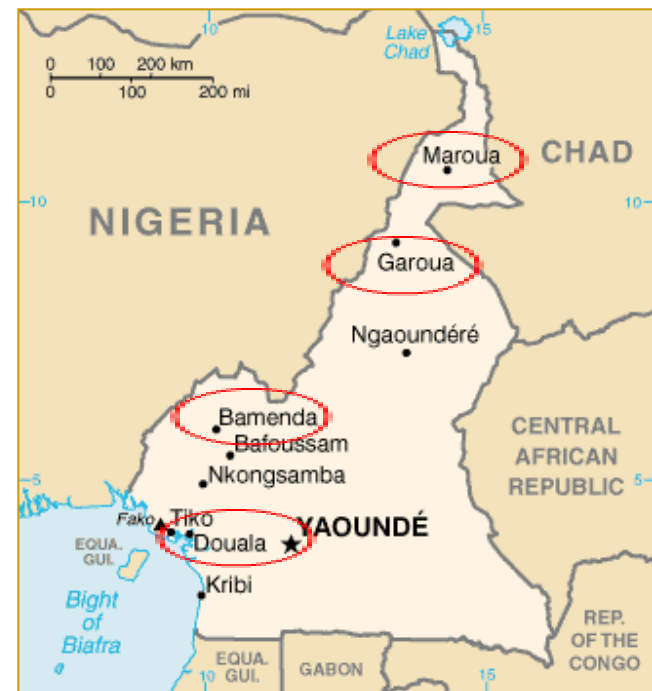 10
15
Lake
Chad
0 100 200 km
0 100 200 mi
Maroua
CHAD
10
10
NIGERIA
Garoua
Ngaoundéré
Bamenda
CENTRAL
AFRICAN
REPUBLIC
Bafoussam
Nkongsamba
5
5
Fako
Tiko
YAOUNDÉ
Douala
EQUA.
GUI.
Kribi
Bight
of
Biafra
REP.
OF THE
CONGO
EQUA.
GUI.
GABON
10
15